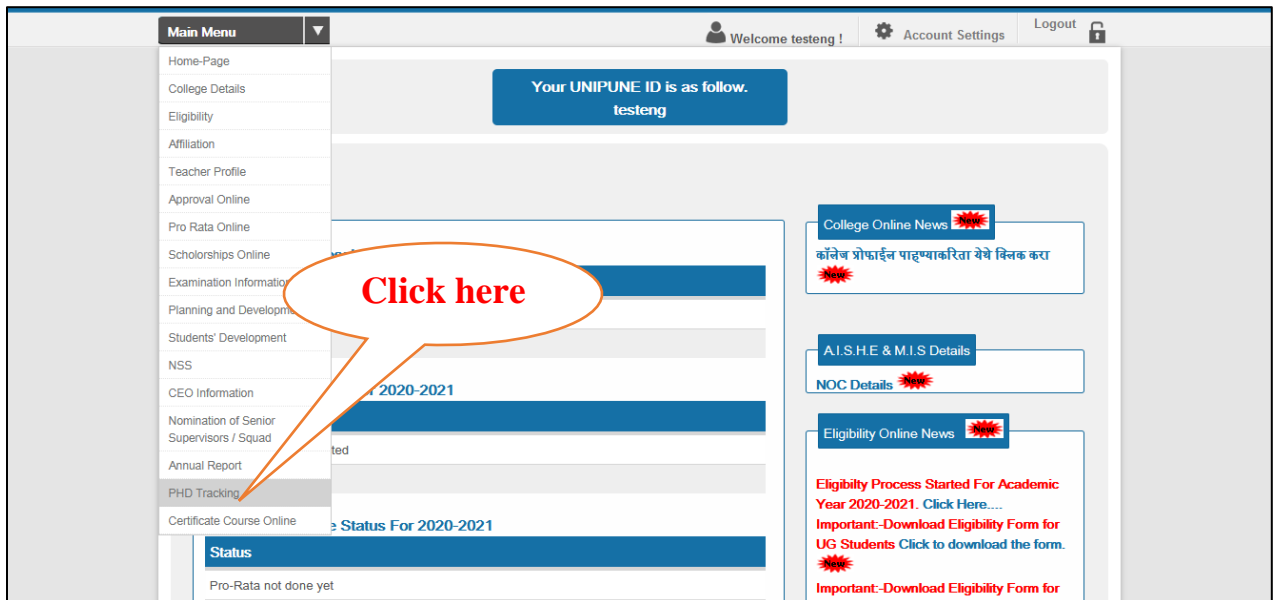 Main Menu
Welcome testeng !
Account Settings
Logout
Home-Page
College Details
Eligibility
Affiliation
Teacher Profile
Approval Online
Pro Rata Online
Scholorships Online
Examination Information
Planning and Developme
Students' Development
NSS
CEO Information
Nomination of Senior
Supervisors / Squad
Annual Report
PHD Tracking
Certificate Course Online
Your UNIPUNE ID is as follow.
testeng
Click here
2020-2021
ted
e Status For 2020-2021
Status
Pro-Rata not done yet
College Online News New
कॉलेज प्रोफाईल पाहण्याकरिता येथे क्लिक करा
New
A.I.S.H.E & M.I.S Details
NOC Details New
Eligibility Online News New
Eligibilty Process Started For Academic
Year 2020-2021. Click Here....
Important:-Download Eligibility Form for
UG Students Click to download the form.
New
Important:-Download Eligibility Form for